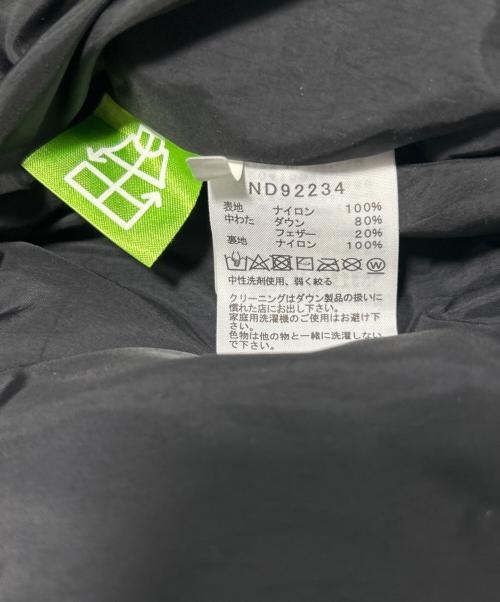 ND92234
表地 ナイロン 100%
中わた ダウン 80%
フェザー 20%
裏地 ナイロン 100%
中性洗剤使用、弱く絞る
クリーニングはダウン製品の扱いに
慣れた店にお出し下さい。
家庭用洗濯機のご使用はお避け下
さい。
色物は他の物と一緒に洗濯しない
で下さい。